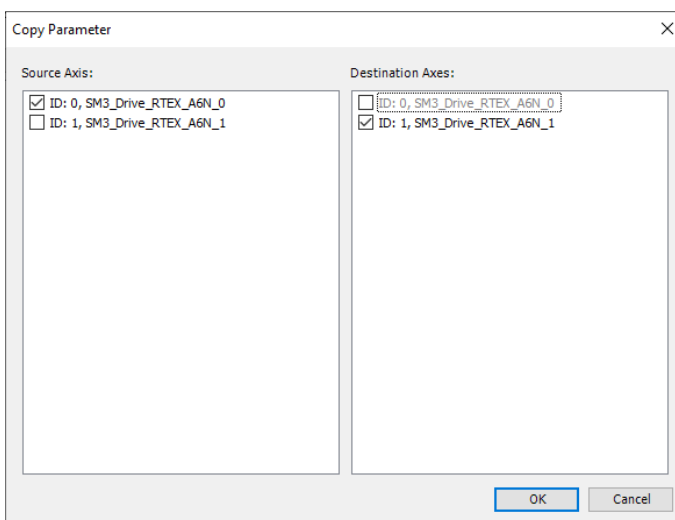 Copy Parameter
Source Axis:
Destination Axes:
ID: 0, SM3_Drive_RTEX_A6N_0
ID: 1, SM3_Drive_RTEX_A6N_1
ID: 0, SM3_Drive_RTEX_A6N_0
ID: 1, SM3_Drive_RTEX_A6N_1
OK
Cancel